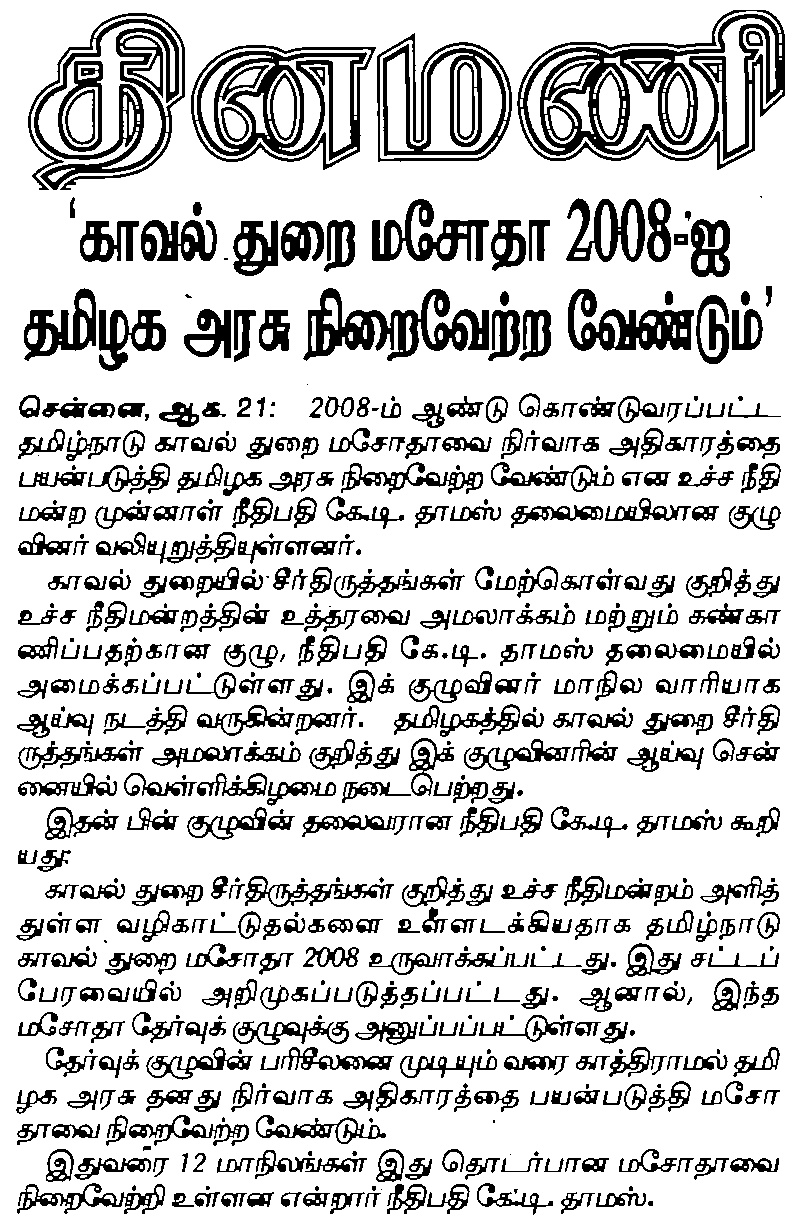 தினமணி
'காவல் துறை மசோதா 2008-ஐ
தமிழக அரசு நிறைவேற்ற வேண்டும்'
சென்னை, ஆக. 21: 2008-ம் ஆண்டு கொண்டுவரப்பட்ட
தமிழ்நாடு காவல் துறை மசோதாவை நிர்வாக அதிகாரத்தை
பயன்படுத்தி தமிழக அரசு நிறைவேற்ற வேண்டும் என உச்ச நீதி
மன்ற முன்னாள் நீதிபதி கே.டி. தாமஸ் தலைமையிலான குழு
வினர் வலியுறுத்தியுள்ளனர்.
காவல் துறையில் சீர்திருத்தங்கள் மேற்கொள்வது குறித்து
உச்ச நீதிமன்றத்தின் உத்தரவை அமலாக்கம் மற்றும் கண்கா
ணிப்பதற்கான குழு, நீதிபதி கே.டி. தாமஸ் தலைமையில்
அமைக்கப்பட்டுள்ளது. இக் குழுவினர் மாநில வாரியாக
ஆய்வு நடத்தி வருகின்றனர். தமிழகத்தில் காவல் துறை சீர்தி
ருத்தங்கள் அமலாக்கம் குறித்து இக் குழுவினரின் ஆய்வு சென்
னையில் வெள்ளிக்கிழமை நடைபெற்றது.
இதன் பின் குழுவின் தலைவரான நீதிபதி கே.டி. தாமஸ் கூறி
யது:
காவல் துறை சீர்திருத்தங்கள் குறித்து உச்ச நீதிமன்றம் அளித்
துள்ள வழிகாட்டுதல்களை உள்ளடக்கியதாக தமிழ்நாடு
காவல் துறை மசோதா 2008 உருவாக்கப்பட்டது. இது சட்டப்
பேரவையில் அறிமுகப்படுத்தப்பட்டது. ஆனால், இந்த
மசோதா தேர்வுக் குழுவுக்கு அனுப்பப்பட்டுள்ளது.
தேர்வுக் குழுவின் பரிசீலனை முடியும் வரை காத்திராமல் தமி
ழக அரசு தனது நிர்வாக அதிகாரத்தை பயன்படுத்தி மசோ
தாவை நிறைவேற்ற வேண்டும்.
இதுவரை 12 மாநிலங்கள் இது தொடர்பான மசோதாவை
நிறைவேற்றி உள்ளன என்றார் நீதிபதி கே.டி. தாமஸ்.